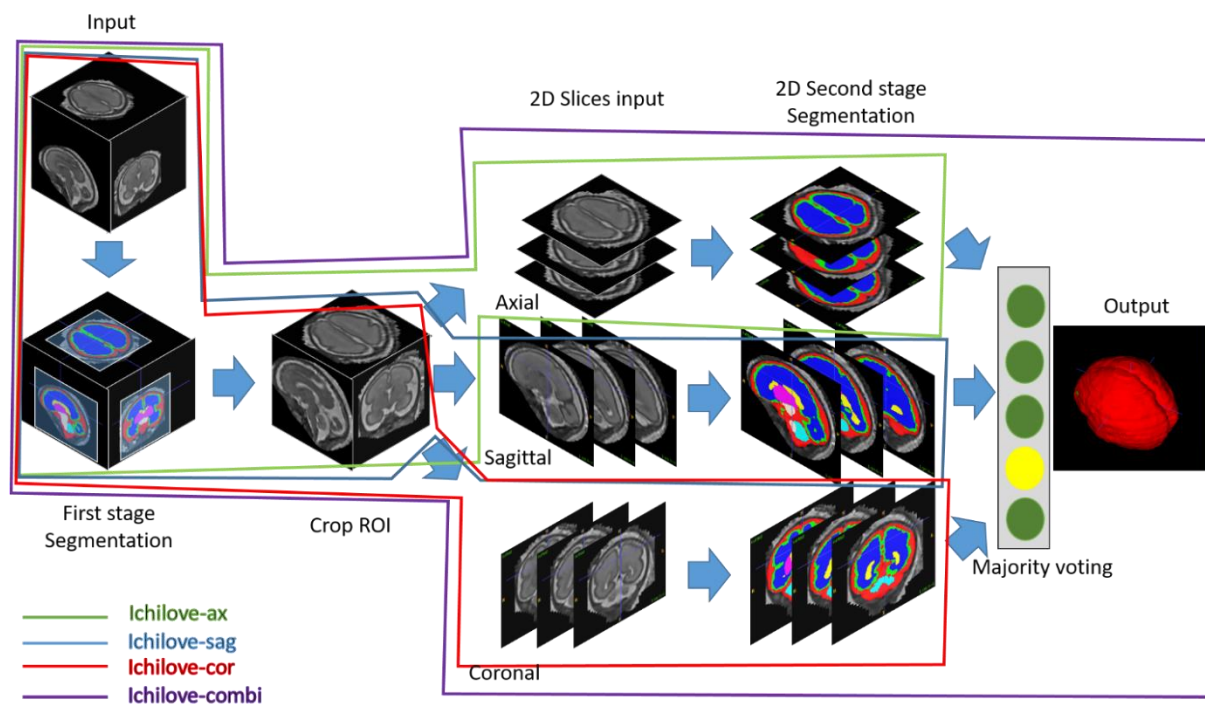 Input
2D Slices input
2D Second stage
Segmentation
Axial
Output
Sagittal
First stage
Segmentation
Crop ROI
Majority voting
Coronal
Ichilove-ax
Ichilove-sag
Ichilove-cor
Ichilove-combi